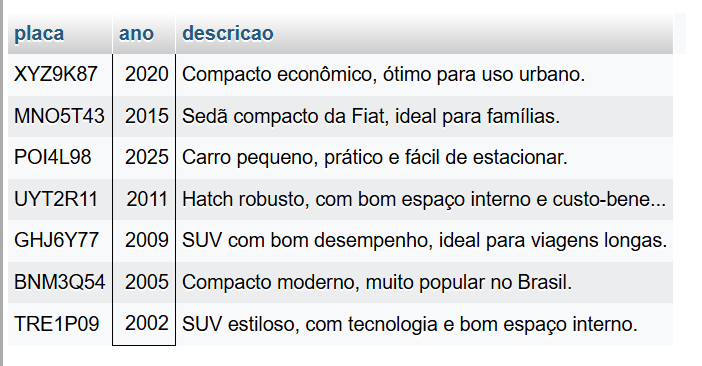 placa ano descricao
XYZ9K87 2020 Compacto econômico, ótimo para uso urbano.
MNO5T43 2015 Sedã compacto da Fiat, ideal para famílias.
POI4L98 2025 Carro pequeno, prático e fácil de estacionar.
UYT2R11 2011 Hatch robusto, com bom espaço interno e custo-bene...
GHJ6Y77 2009 SUV com bom desempenho, ideal para viagens longas.
BNM3Q54 2005 Compacto moderno, muito popular no Brasil.
TRE1P09 2002 SUV estiloso, com tecnologia e bom espaço interno.